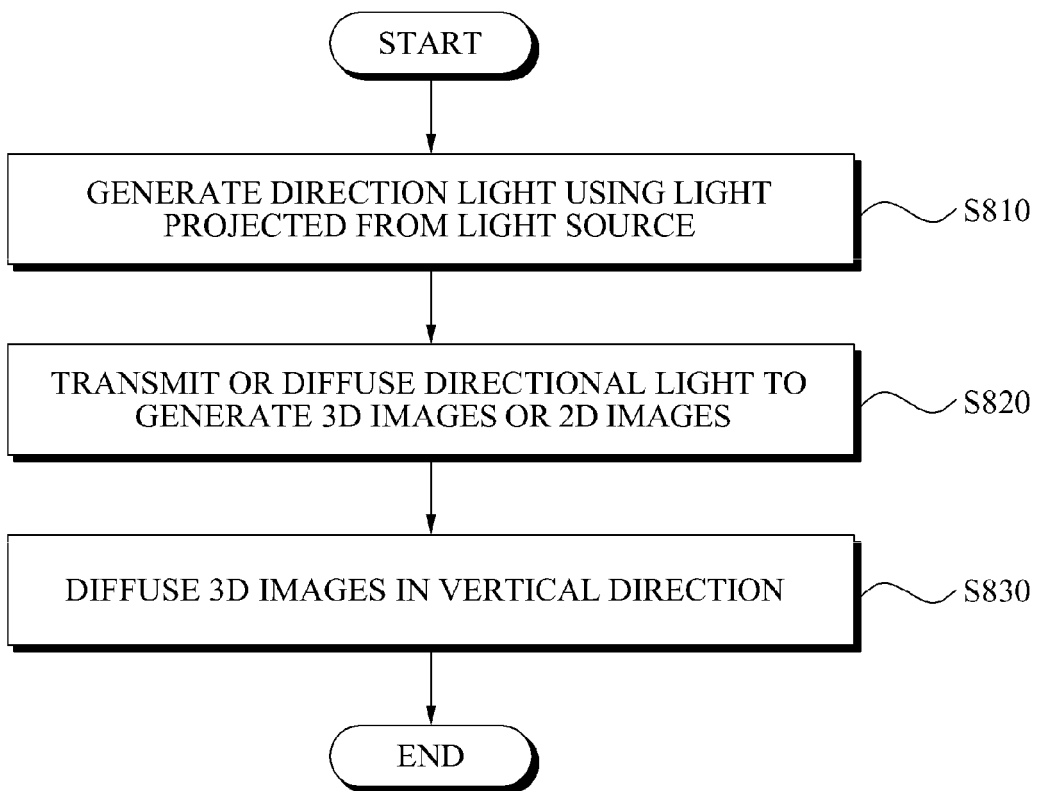 START
GENERATE DIRECTION LIGHT USING LIGHT
PROJECTED FROM LIGHT SOURCE
S810
TRANSMIT OR DIFFUSE DIRECTIONAL LIGHT TO
GENERATE 3D IMAGES OR 2D IMAGES
S820
DIFFUSE 3D IMAGES IN VERTICAL DIRECTION
S830
END